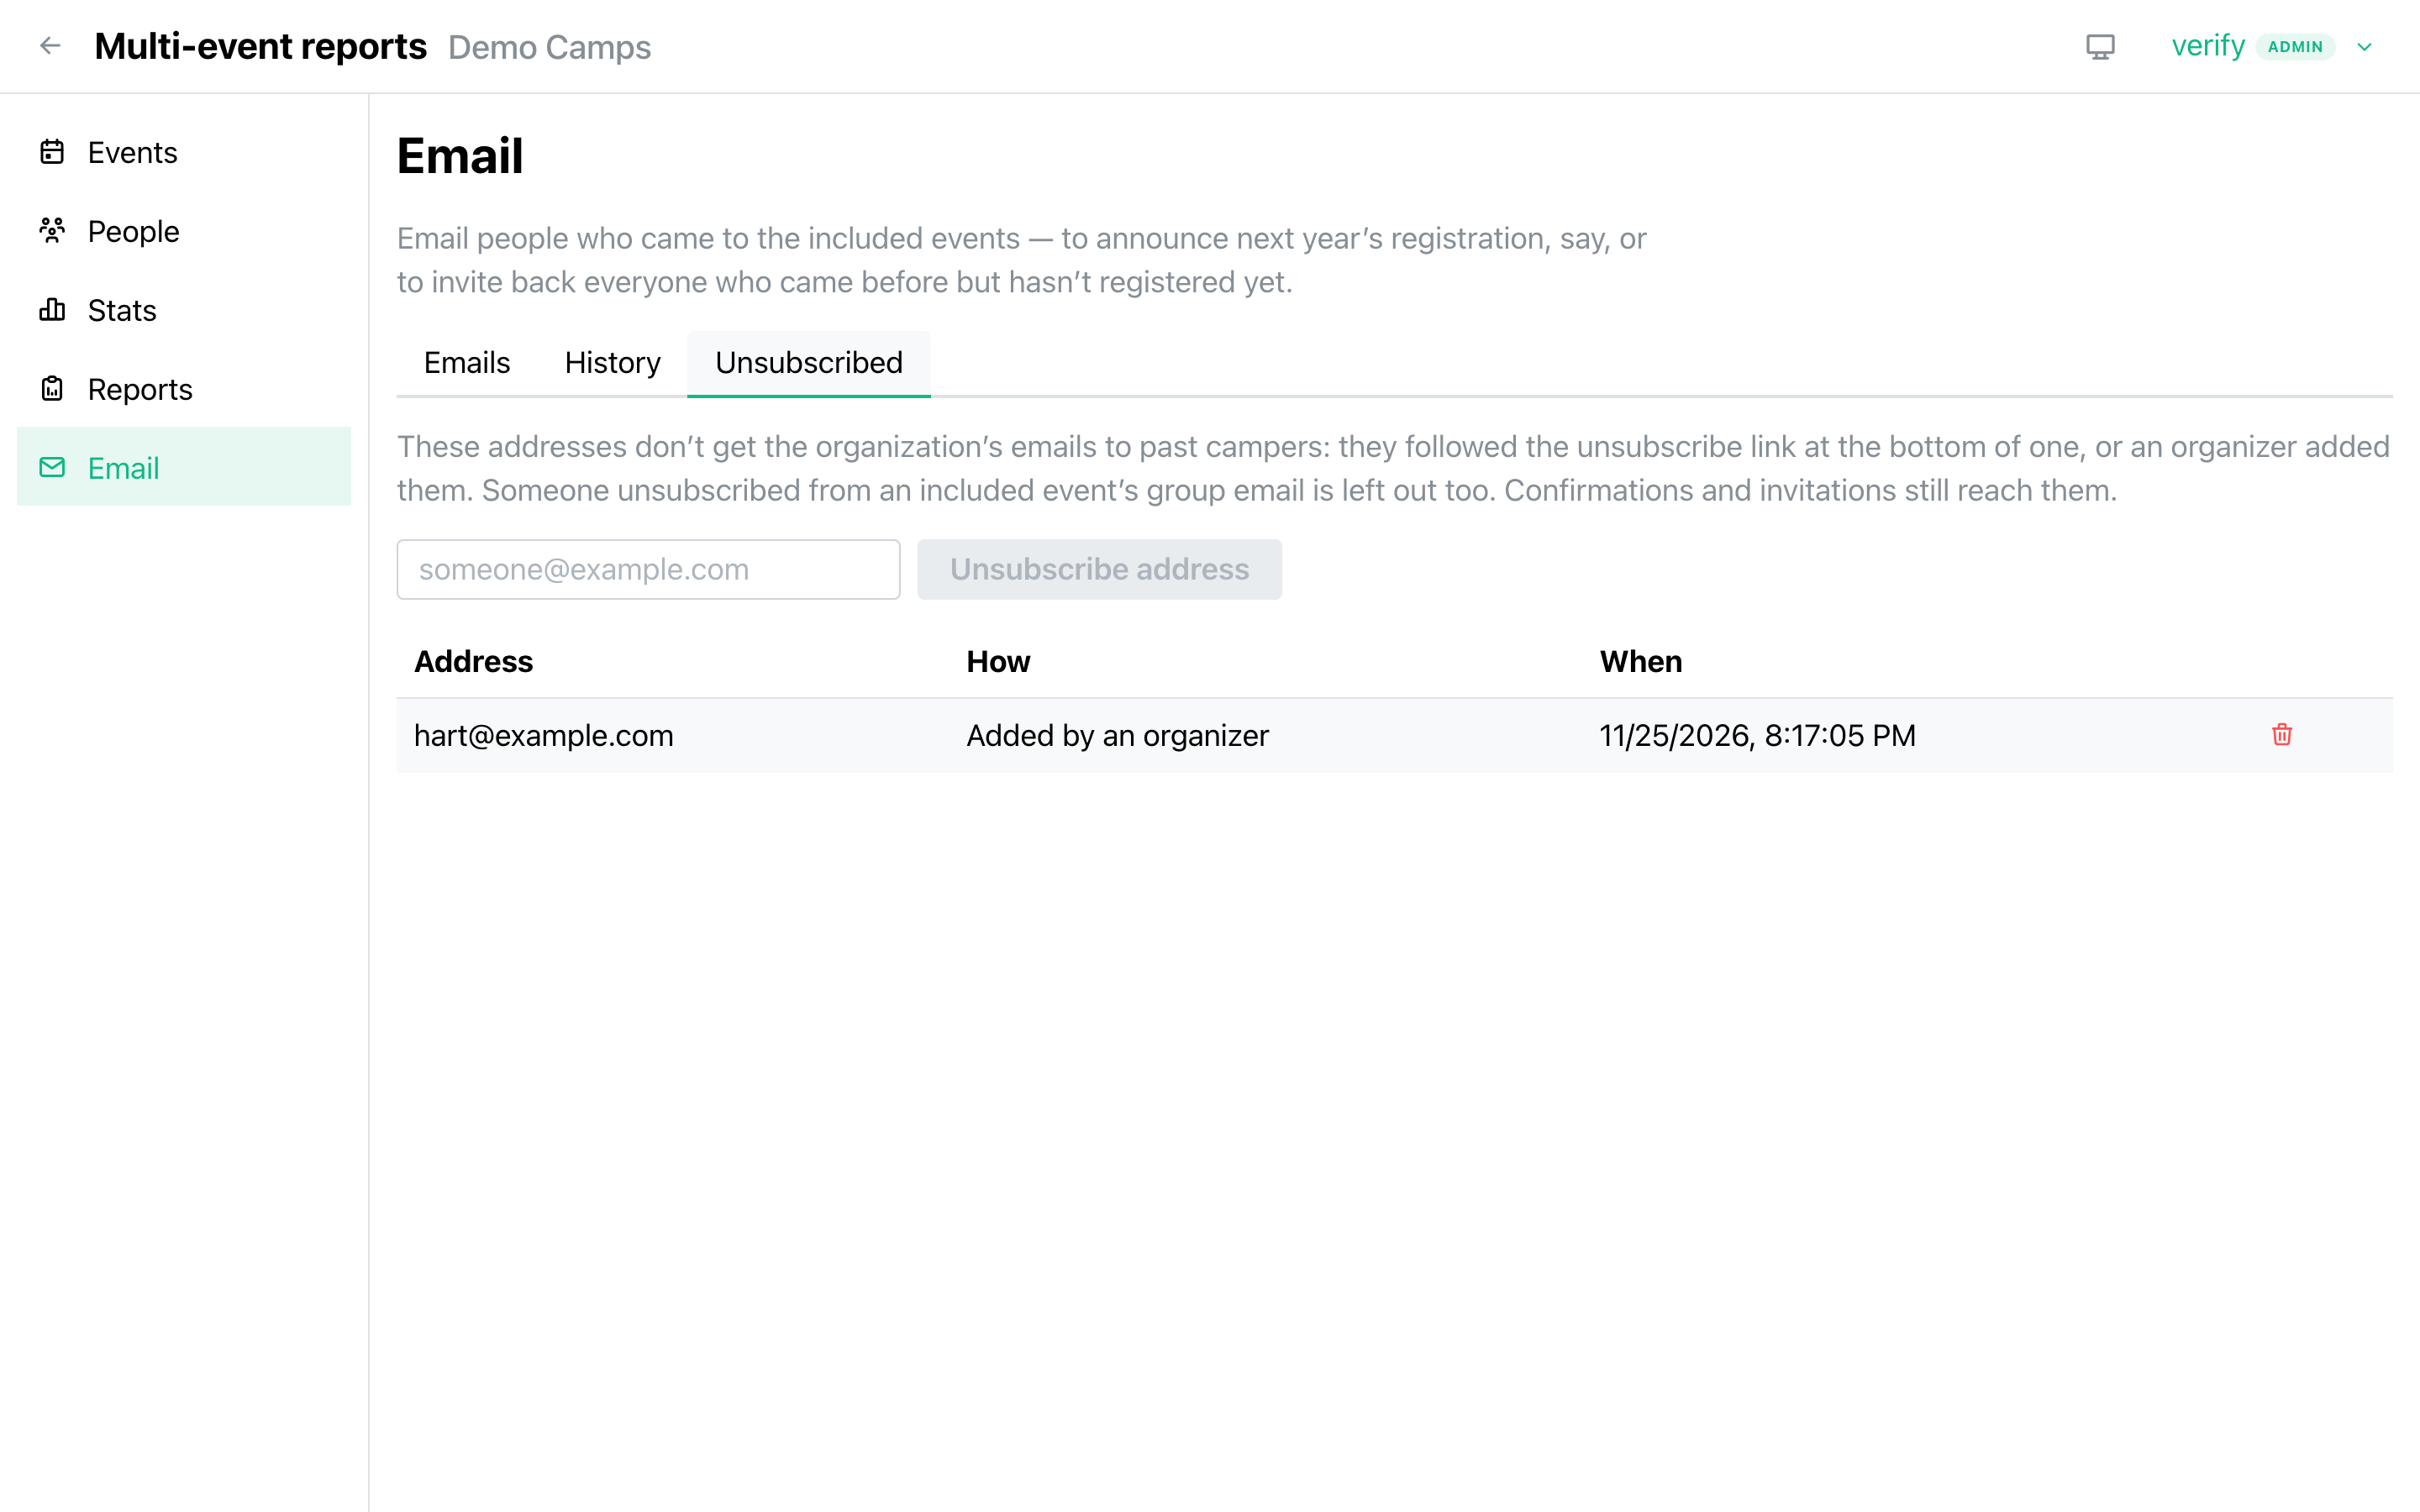 Multi-event reports Demo Camps
verify ADMIN
Events
People
Stats
Reports
Email
Email
Email people who came to the included events — to announce next year’s registration, say, or
to invite back everyone who came before but hasn’t registered yet.
Emails History Unsubscribed
These addresses don’t get the organization’s emails to past campers: they followed the unsubscribe link at the bottom of one, or an organizer added
them. Someone unsubscribed from an included event’s group email is left out too. Confirmations and invitations still reach them.
someone@example.com Unsubscribe address
Address How When
hart@example.com Added by an organizer 11/25/2026, 8:17:05 PM